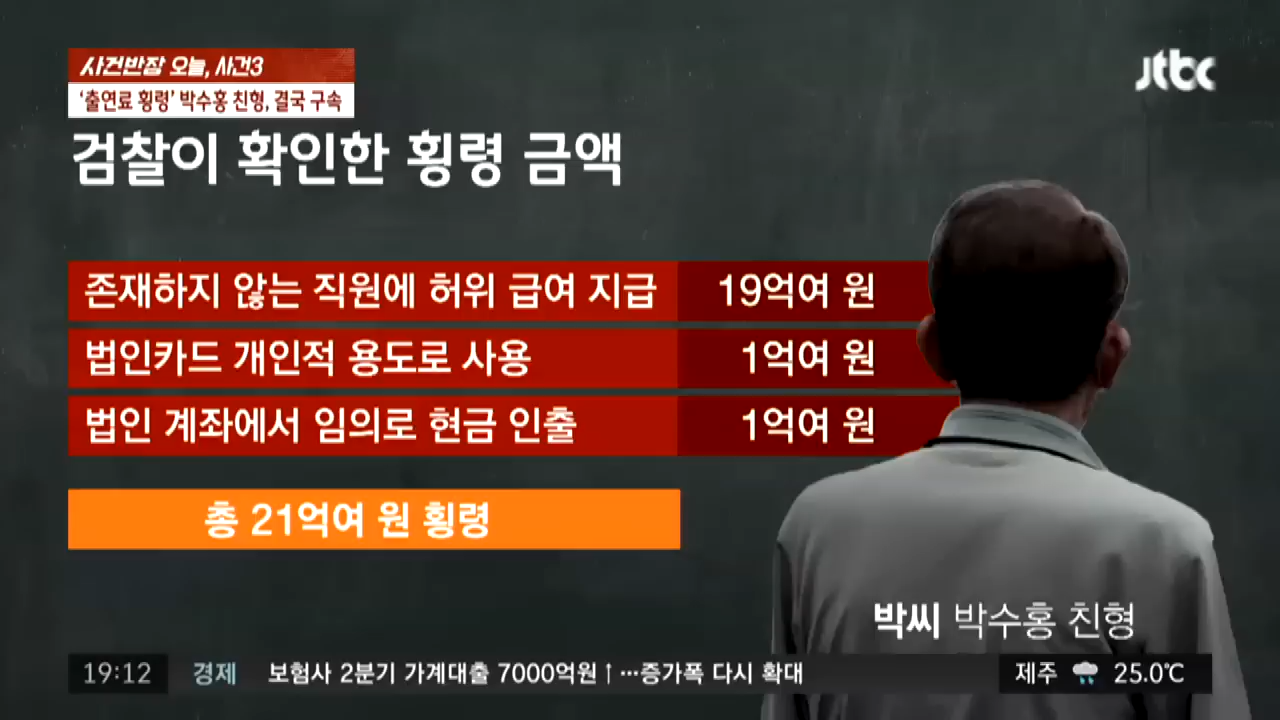 사건반장 오늘, 사건3
jtbc
'출연료 횡령' 박수홍 친형, 결국 구속
검찰이 확인한 횡령 금액
존재하지 않는 직원에 허위 급여 지급 19억여 원
법인카드 개인적 용도로 사용 1억여 원
법인 계좌에서 임의로 현금 인출 1억여 원
총 21억여 원 횡령
박씨 박수홍 친형
19:12 경제 보험사 2분기 가계대출 7000억원↑…증가폭 다시 확대 제주 25.0℃